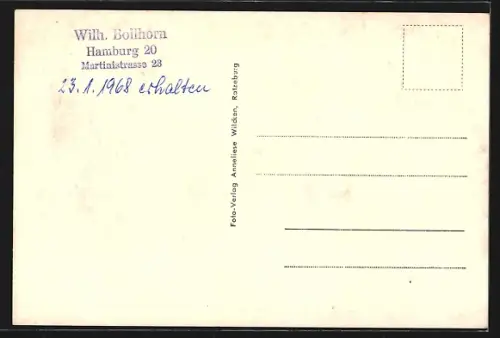 Wilh. Bollhorn
Hamburg 20
Martinistrasse 23
23.1.1968 erhalten
Foto-Verlag Anneliese Wilcken, Ratzeburg